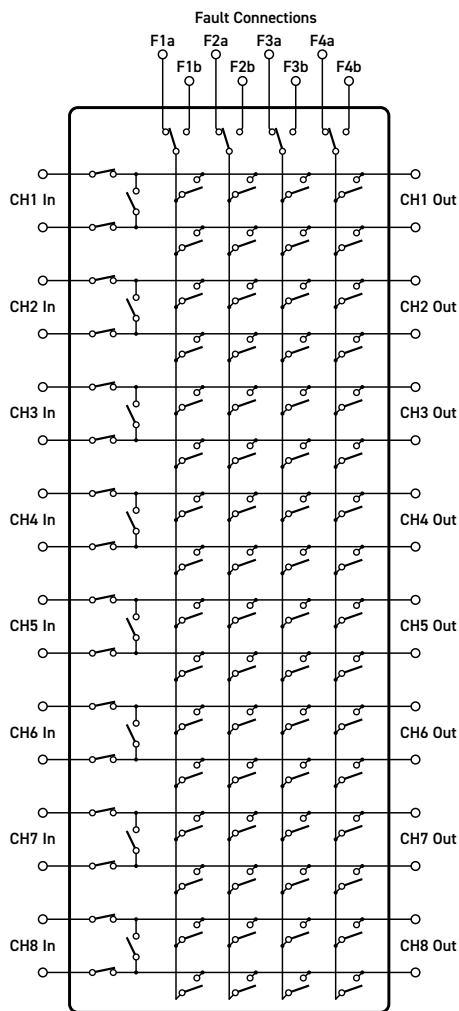 Fault Connections
F1a F2a F3a F4a
F1b F2b F3b F4b
CH1 In CH1 Out
CH2 In CH2 Out
CH3 In CH3 Out
CH4 In CH4 Out
CH5 In CH5 Out
CH6 In CH6 Out
CH7 In CH7 Out
CH8 In CH8 Out